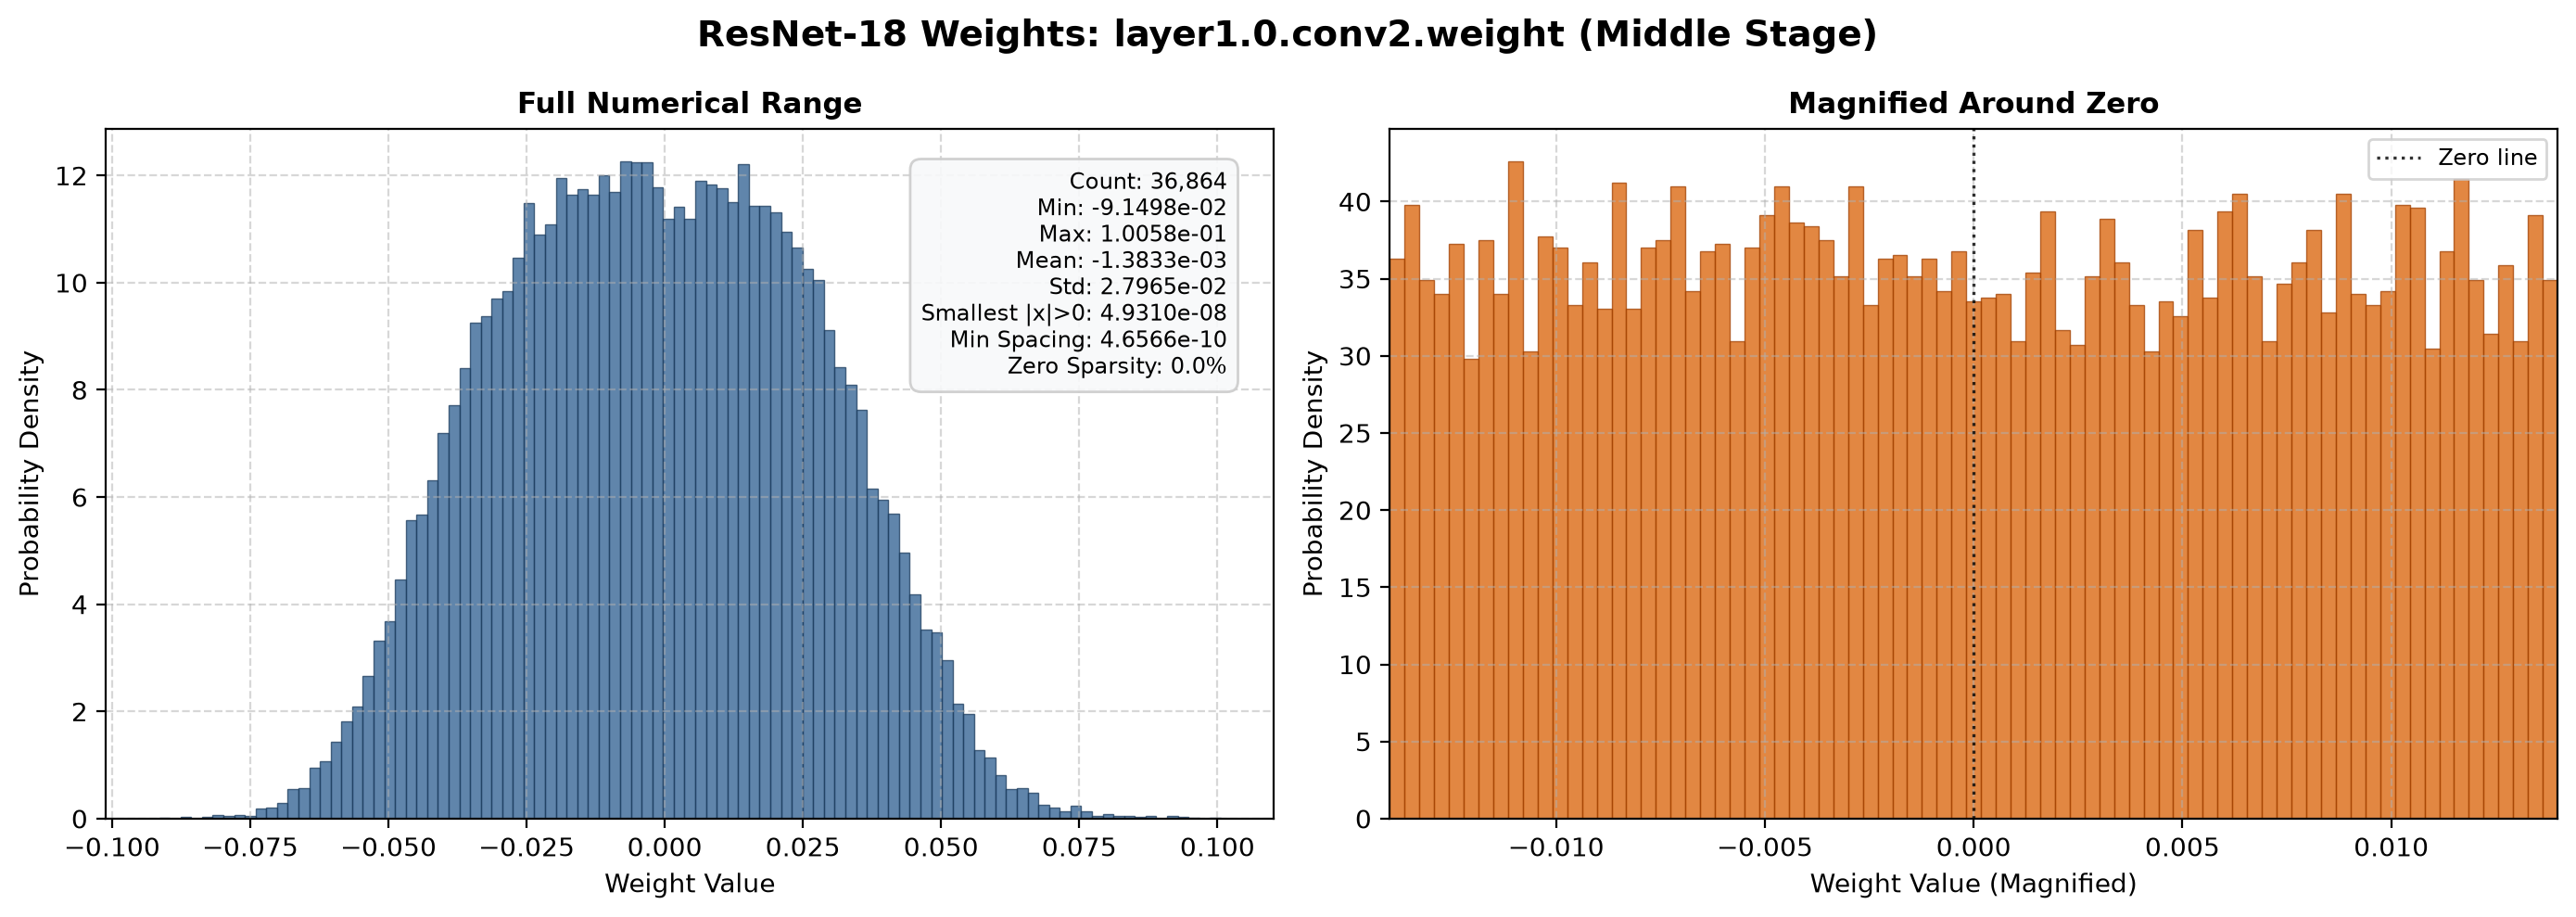 ResNet-18 Weights: layer1.0.conv2.weight (Middle Stage)
Full Numerical Range
Probability Density
12
10
8
6
4
2
0
Count: 36,864
Min: -9.1498e-02
Max: 1.0058e-01
Mean: -1.3833e-03
Std: 2.7965e-02
Smallest |x|>0: 4.9310e-08
Min Spacing: 4.6566e-10
Zero Sparsity: 0.0%
−0.100 −0.075 −0.050 −0.025 0.000 0.025 0.050 0.075 0.100
Weight Value
Magnified Around Zero
Probability Density
Zero line
40
35
30
25
20
15
10
5
0
−0.010 −0.005 0.000 0.005 0.010
Weight Value (Magnified)